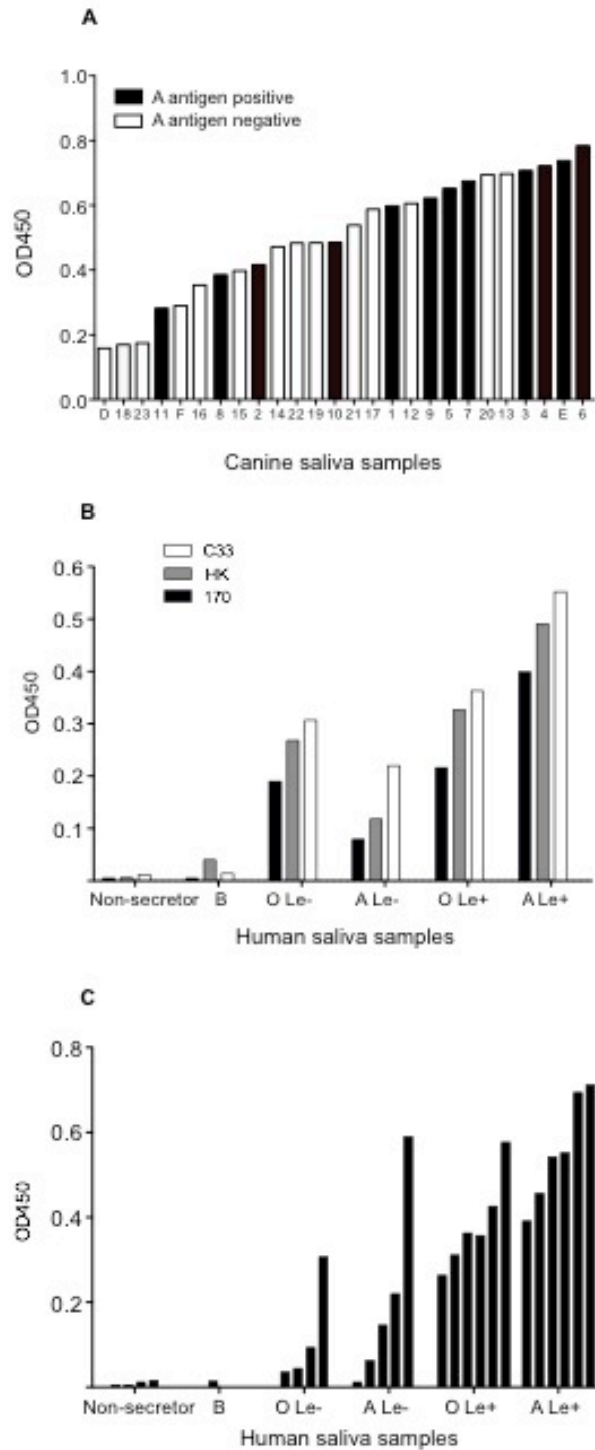 A
1.0
A antigen positive
A antigen negative
0.8
0.6
OD450
0.4
0.2
0.0
D 18 23 11 F 16 8 15 2 14 22 19 10 21 17 1 12 9 5 7 20 13 3 4 E 6
Canine saliva samples
B
C33
HK
170
0.6
0.5
0.4
OD450
0.3
0.2
0.1
Non-secretor B O Le- A Le- O Le+ A Le+
Human saliva samples
C
0.8
0.6
OD450
0.4
0.2
Non-secretor B O Le- A Le- O Le+ A Le+
Human saliva samples